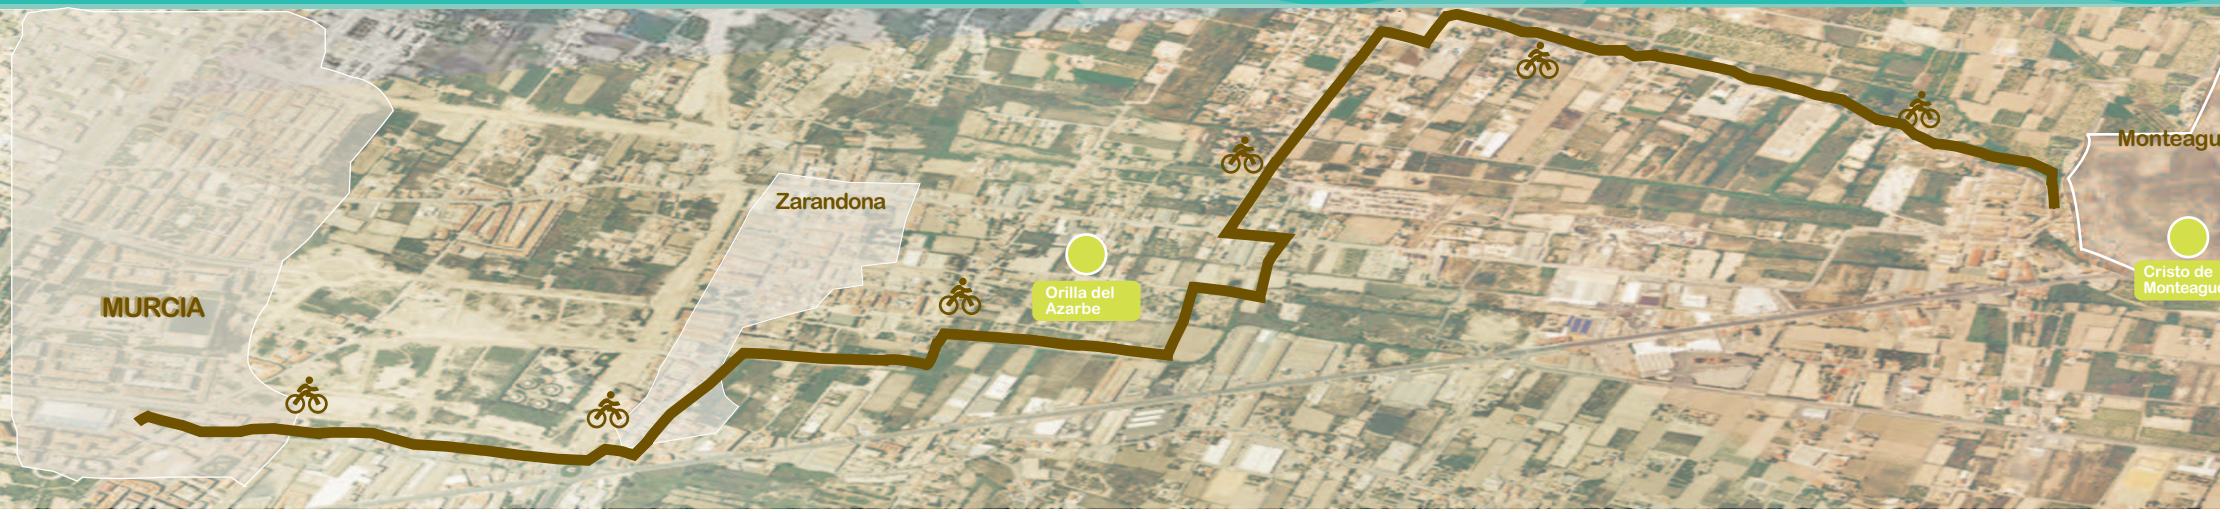 Monteagu
Zarandona
Orilla del
Azarbe
Cristo de
Monteagu
MURCIA